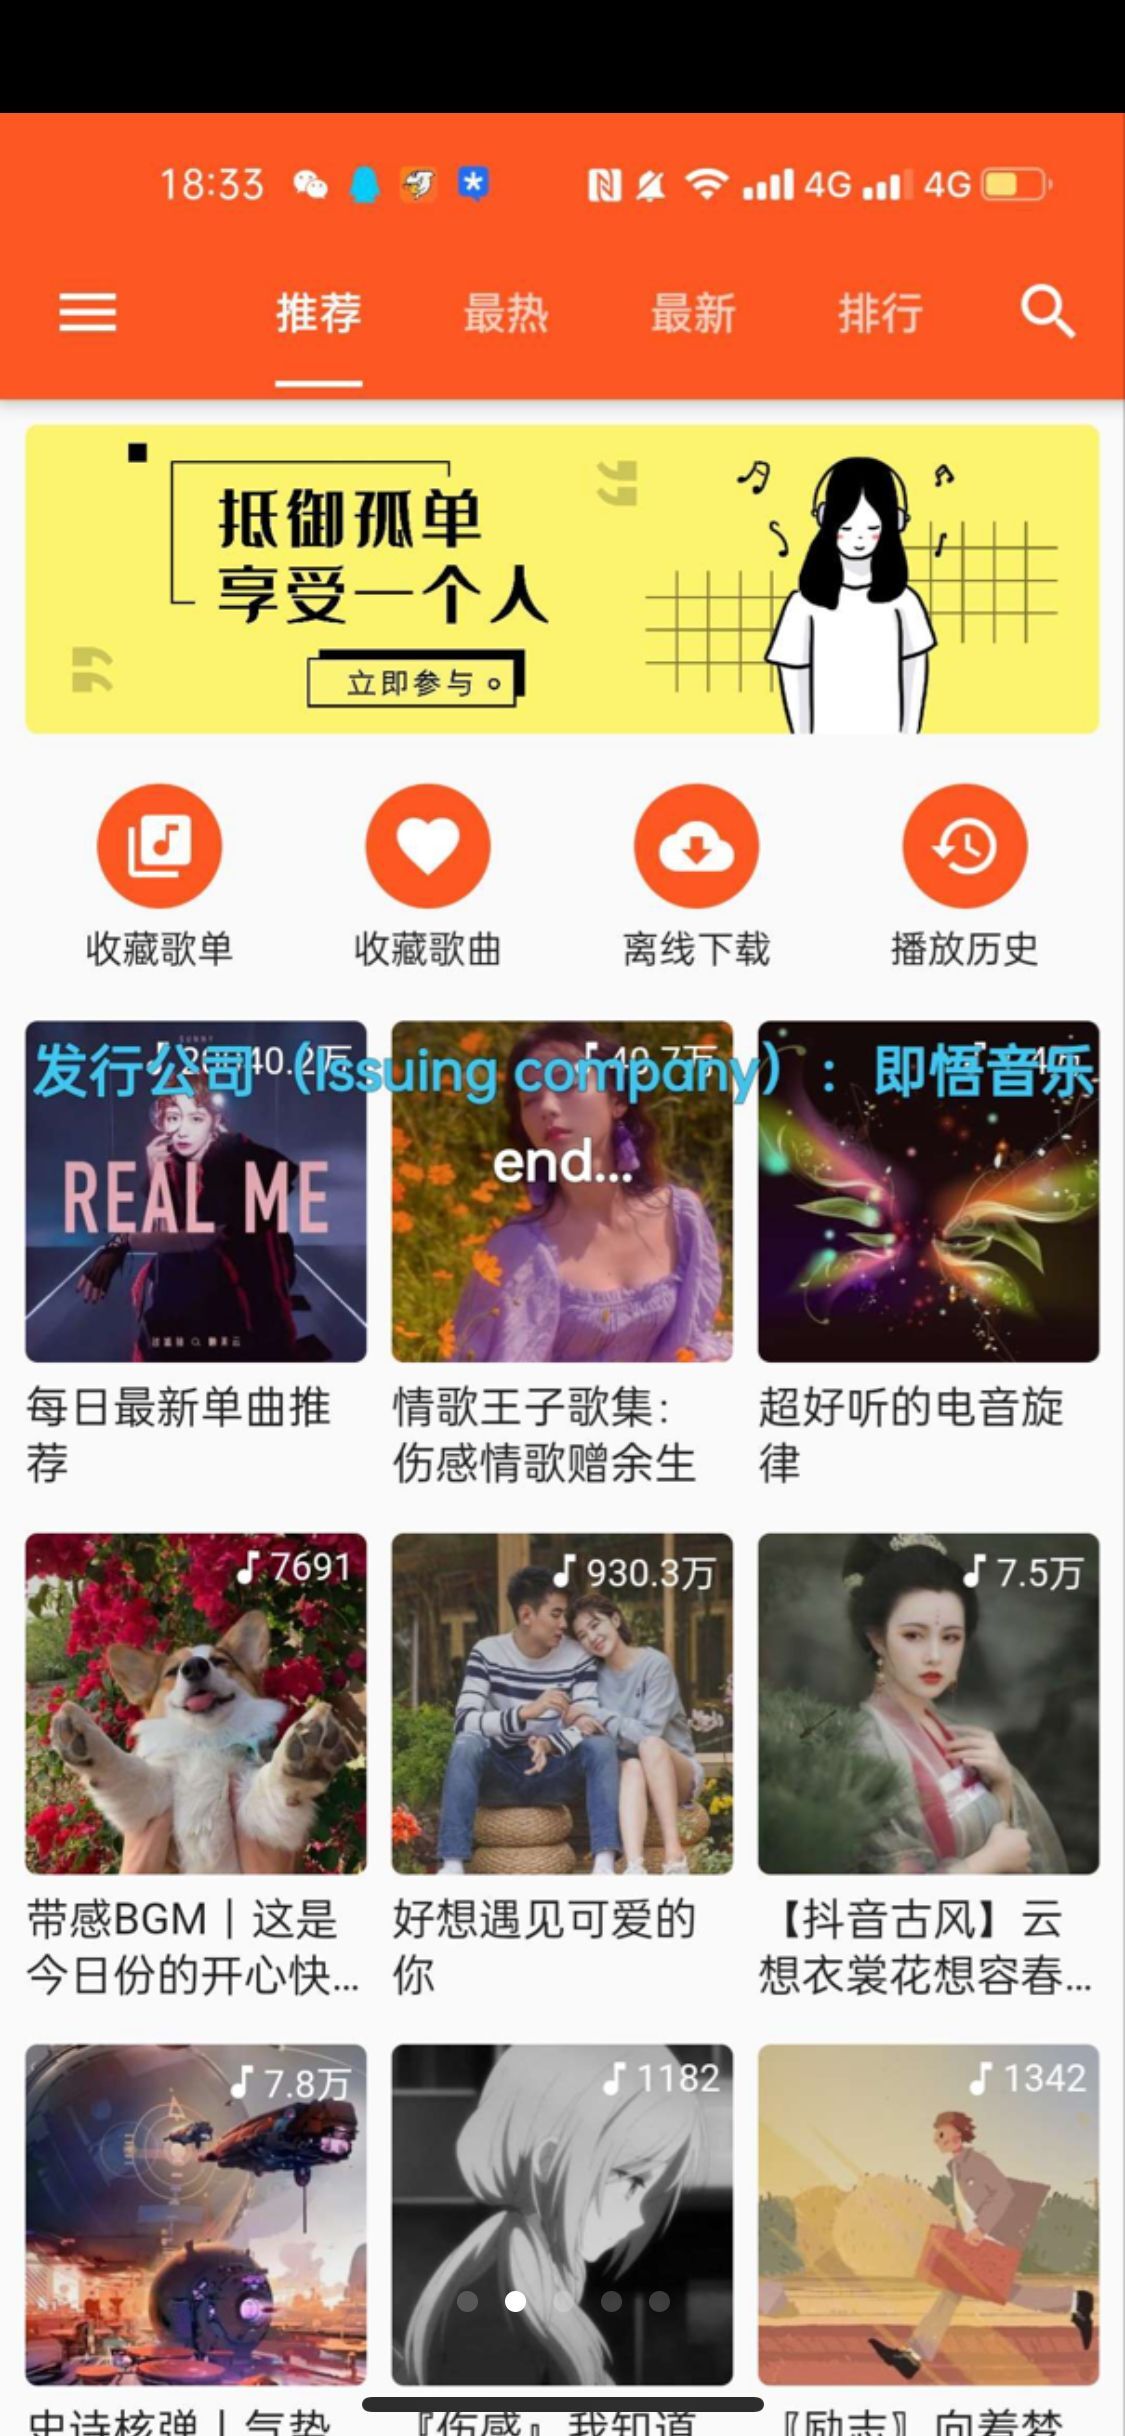 18:33 4G 4G
推荐 最热 最新 排行
抵御孤单
享受一个人
立即参与
收藏歌单 收藏歌曲 离线下载 播放历史
发行公司（Issuing company）：即悟音乐
end...
REAL ME
每日最新单曲推
荐
情歌王子歌集：
伤感情歌赠余生
超好听的电音旋
律
7691
930.3万
7.5万
带感BGM｜这是
今日份的开心快...
好想遇见可爱的
你
【抖音古风】云
想衣裳花想容春...
7.8万
1182
1342
史诗核弹｜气势
『伤感』我知道
〖励志〗向着梦